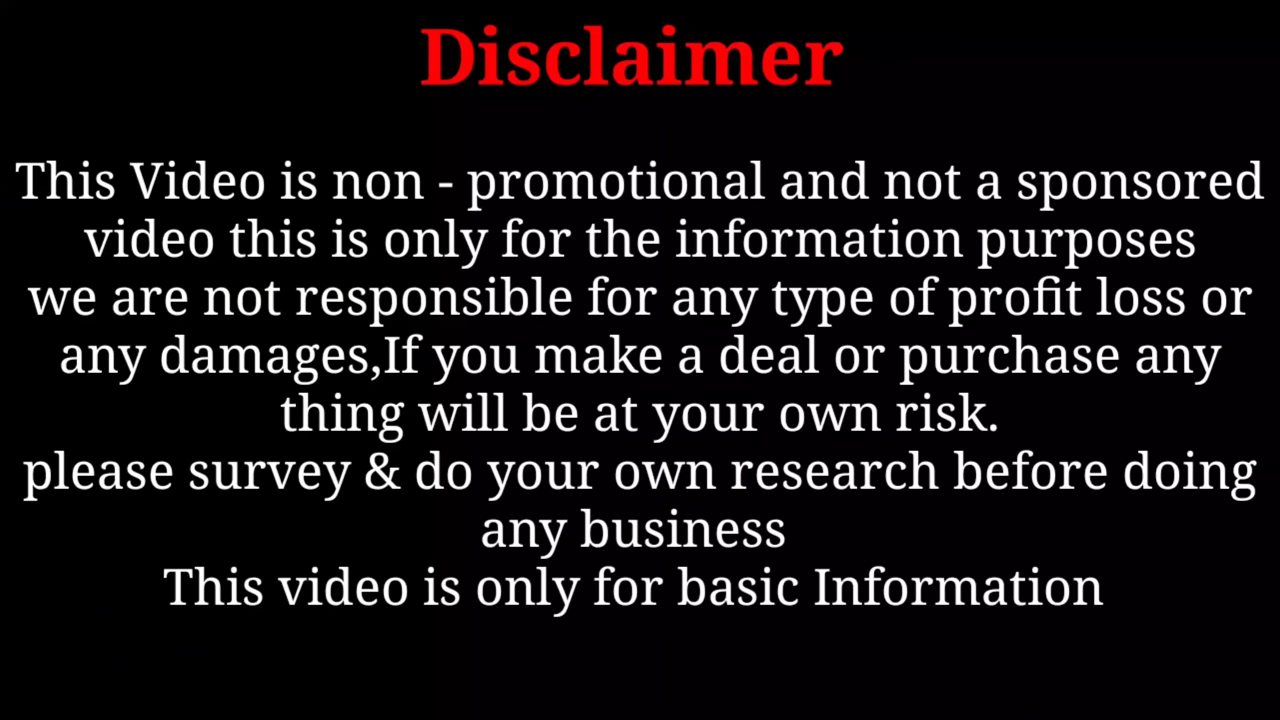 Disclaimer
This Video is non - promotional and not a sponsored
video this is only for the information purposes
we are not responsible for any type of profit loss or
any damages,If you make a deal or purchase any
thing will be at your own risk.
please survey & do your own research before doing
any business
This video is only for basic Information